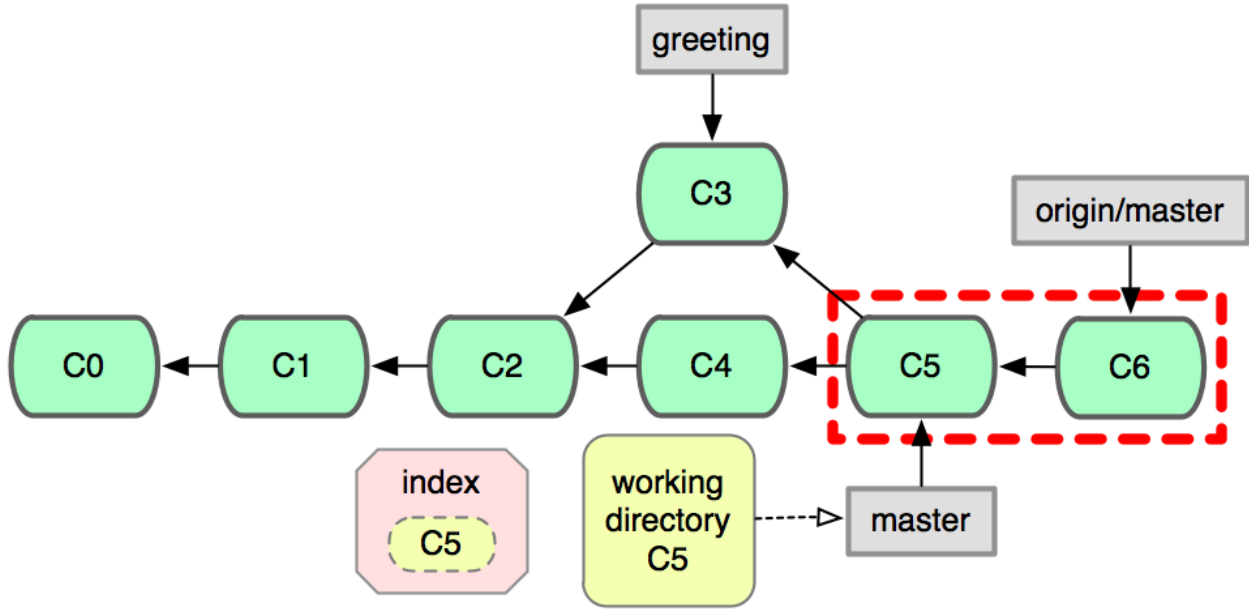 greeting
C3
origin/master
C0
C1
C2
C4
C5
C6
index
C5
working
directory
C5
master